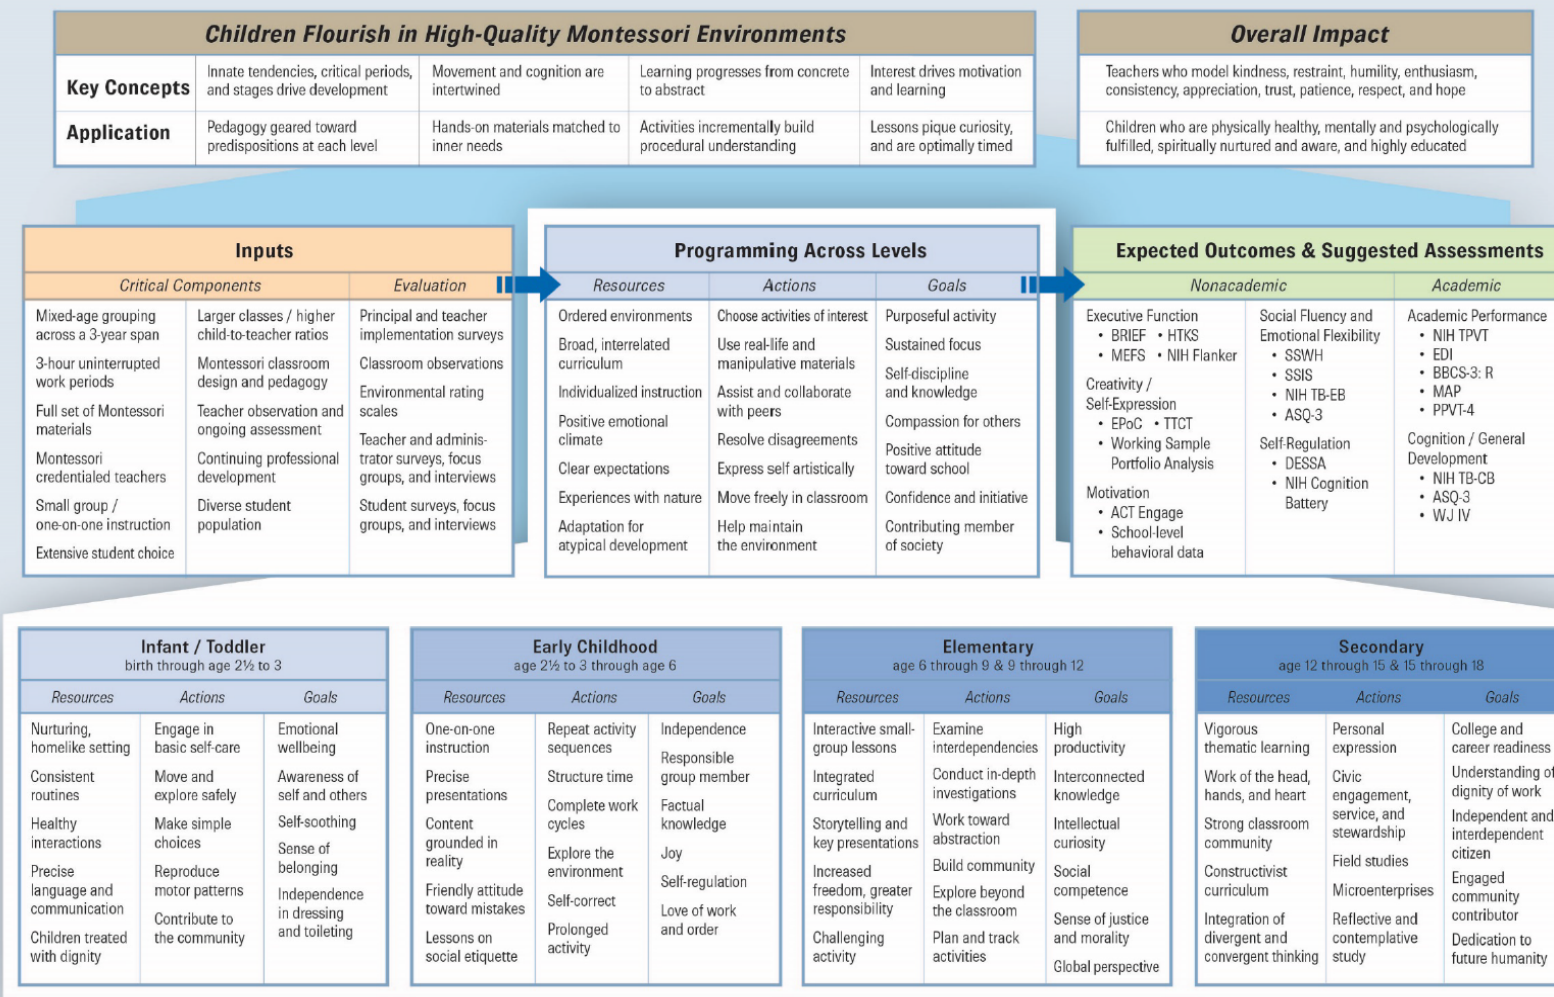 Children Flourish in High-Quality Montessori Environments
Key Concepts
Innate tendencies, critical periods,
and stages drive development
Movement and cognition are
intertwined
Learning progresses from concrete
to abstract
Interest drives motivation
and learning
Application
Pedagogy geared toward
predispositions at each level
Hands-on materials matched to
inner needs
Activities incrementally build
procedural understanding
Lessons pique curiosity,
and are optimally timed
Overall Impact
Teachers who model kindness, restraint, humility, enthusiasm,
consistency, appreciation, trust, patience, respect, and hope
Children who are physically healthy, mentally and psychologically
fulfilled, spiritually nurtured and aware, and highly educated
Inputs
Critical Components
Evaluation
Mixed-age grouping
across a 3-year span
3-hour uninterrupted
work periods
Full set of Montessori
materials
Montessori
credentialed teachers
Small group /
one-on-one instruction
Extensive student choice
Larger classes / higher
child-to-teacher ratios
Montessori classroom
design and pedagogy
Teacher observation and
ongoing assessment
Continuing professional
development
Diverse student
population
Principal and teacher
implementation surveys
Classroom observations
Environmental rating
scales
Teacher and adminis-
trator surveys, focus
groups, and interviews
Student surveys, focus
groups, and interviews
Programming Across Levels
Resources
Actions
Goals
Ordered environments
Broad, interrelated
curriculum
Individualized instruction
Positive emotional
climate
Clear expectations
Experiences with nature
Adaptation for
atypical development
Choose activities of interest
Use real-life and
manipulative materials
Assist and collaborate
with peers
Resolve disagreements
Express self artistically
Move freely in classroom
Help maintain
the environment
Purposeful activity
Sustained focus
Self-discipline
and knowledge
Compassion for others
Positive attitude
toward school
Confidence and initiative
Contributing member
of society
Expected Outcomes & Suggested Assessments
Nonacademic
Academic
Executive Function
• BRIEF • HTKS
• MEFS • NIH Flanker
Creativity /
Self-Expression
• EPoC • TTCT
• Working Sample
Portfolio Analysis
Motivation
• ACT Engage
• School-level
behavioral data
Social Fluency and
Emotional Flexibility
• SSWH
• SSIS
• NIH TB-EB
• ASQ-3
Self-Regulation
• DESSA
• NIH Cognition
Battery
Academic Performance
• NIH TPVT
• EDI
• BBCS-3: R
• MAP
• PPVT-4
Cognition / General
Development
• NIH TB-CB
• ASQ-3
• WJ IV
Infant / Toddler
birth through age 2½ to 3
Resources
Actions
Goals
Nurturing,
homelike setting
Consistent
routines
Healthy
interactions
Precise
language and
communication
Children treated
with dignity
Engage in
basic self-care
Move and
explore safely
Make simple
choices
Reproduce
motor patterns
Contribute to
the community
Emotional
wellbeing
Awareness of
self and others
Self-soothing
Sense of
belonging
Independence
in dressing
and toileting
Early Childhood
age 2½ to 3 through age 6
Resources
Actions
Goals
One-on-one
instruction
Precise
presentations
Content
grounded in
reality
Friendly attitude
toward mistakes
Lessons on
social etiquette
Repeat activity
sequences
Structure time
Complete work
cycles
Explore the
environment
Self-correct
Prolonged
activity
Independence
Responsible
group member
Factual
knowledge
Joy
Self-regulation
Love of work
and order
Elementary
age 6 through 9 & 9 through 12
Resources
Actions
Goals
Interactive small-
group lessons
Integrated
curriculum
Storytelling and
key presentations
Increased
freedom, greater
responsibility
Challenging
activity
Examine
interdependencies
Conduct in-depth
investigations
Work toward
abstraction
Build community
Explore beyond
the classroom
Plan and track
activities
High
productivity
Interconnected
knowledge
Intellectual
curiosity
Social
competence
Sense of justice
and morality
Global perspective
Secondary
age 12 through 15 & 15 through 18
Resources
Actions
Goals
Vigorous
thematic learning
Work of the head,
hands, and heart
Strong classroom
community
Constructivist
curriculum
Integration of
divergent and
convergent thinking
Personal
expression
Civic
engagement,
service, and
stewardship
Field studies
Microenterprises
Reflective and
contemplative
study
College and
career readiness
Understanding of
dignity of work
Independent and
interdependent
citizen
Engaged
community
contributor
Dedication to
future humanity